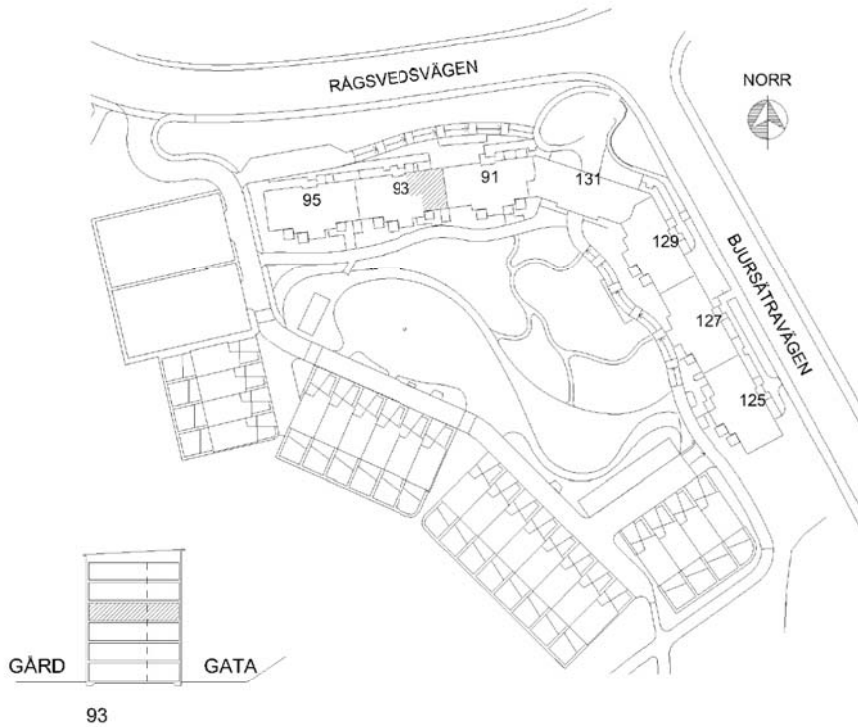 RÅGSVEDSVÄGEN
NORR
95
93
91
131
129
127
125
BJURSÄTRAVÄGEN
GÅRD
GATA
93